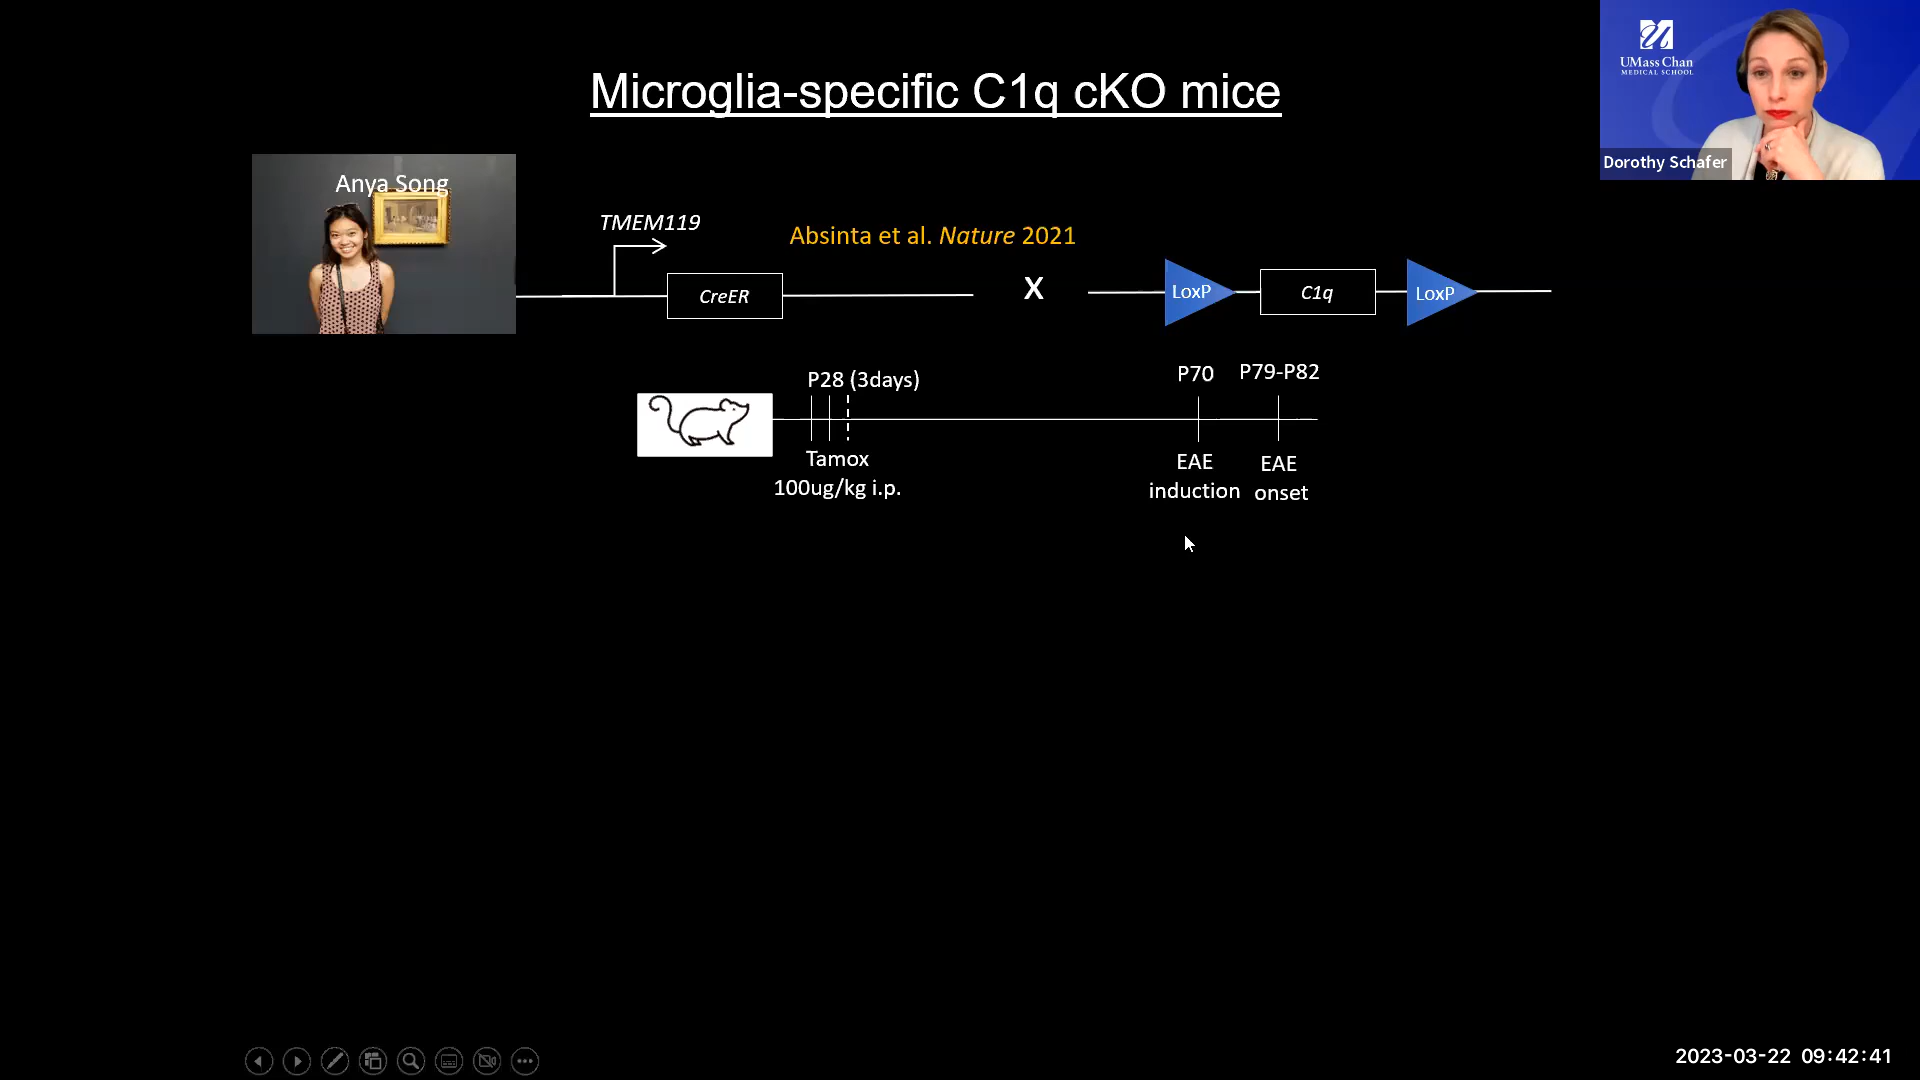 Microglia-specific C1q cKO mice
UMass Chan
MEDICAL SCHOOL
Dorothy Schafer
Anya Song
TMEM119
Absinta et al. Nature 2021
CreER
X
LoxP
C1q
LoxP
P28 (3days)
P70
P79-P82
Tamox
100ug/kg i.p.
EAE
induction
EAE
onset
2023-03-22 09:42:41